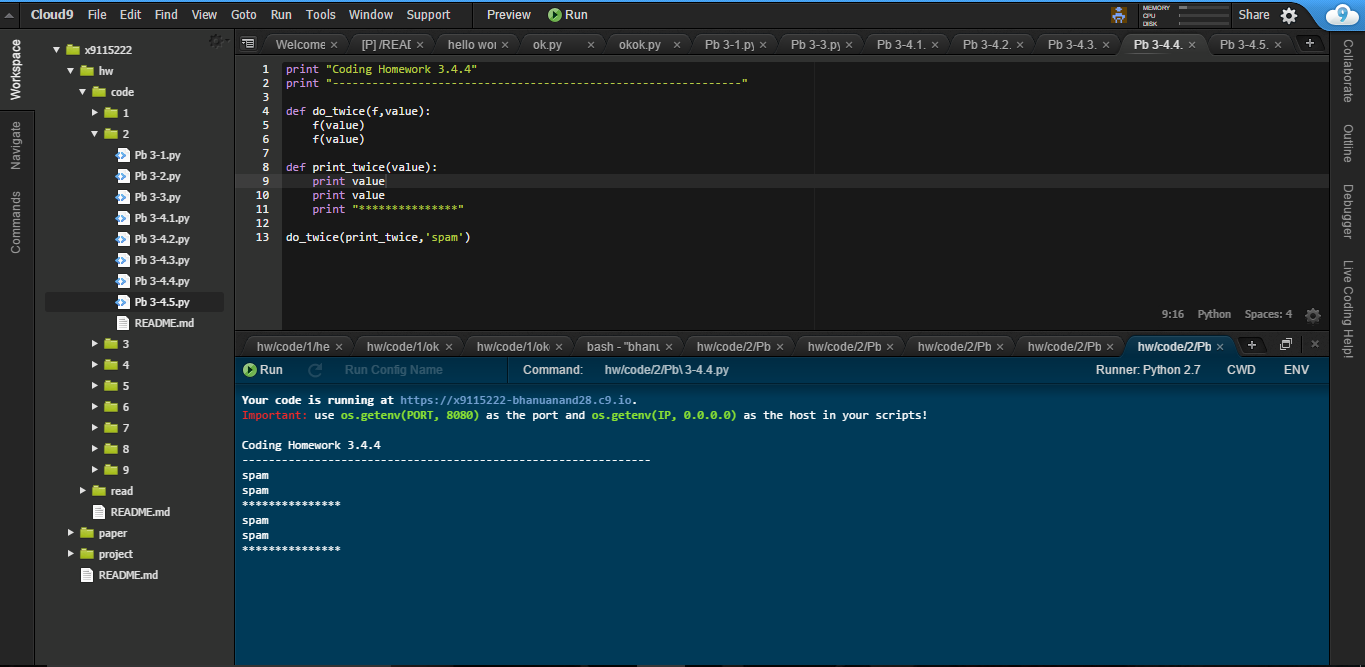 Cloud9 File Edit Find View Goto Run Tools Window Support Preview Run MEMORY CPU DISK Share
Workspace
Navigate
Commands
x9115222
hw
code
1
2
Pb 3-1.py
Pb 3-2.py
Pb 3-3.py
Pb 3-4.1.py
Pb 3-4.2.py
Pb 3-4.3.py
Pb 3-4.4.py
Pb 3-4.5.py
README.md
3
4
5
6
7
8
9
read
README.md
paper
project
README.md
Welcome [P] /READ hello wor ok.py okok.py Pb 3-1.py Pb 3-3.py Pb 3-4.1. Pb 3-4.2. Pb 3-4.3. Pb 3-4.4. Pb 3-4.5.
1 print "Coding Homework 3.4.4"
2 print "--------------------------------------------------------------"
3
4 def do_twice(f,value):
5 f(value)
6 f(value)
7
8 def print_twice(value):
9 print value
10 print value
11 print "***************"
12
13 do_twice(print_twice,'spam')
9:16 Python Spaces: 4
hw/code/1/he hw/code/1/ok hw/code/1/ok bash - "bhanu hw/code/2/Pb hw/code/2/Pb hw/code/2/Pb hw/code/2/Pb hw/code/2/Pb
Run Run Config Name Command: hw/code/2/Pb\ 3-4.4.py Runner: Python 2.7 CWD ENV
Your code is running at https://x9115222-bhanuanand28.c9.io.
Important: use os.getenv(PORT, 8080) as the port and os.getenv(IP, 0.0.0.0) as the host in your scripts!
Coding Homework 3.4.4
--------------------------------------------------------------
spam
spam
***************
spam
spam
***************
Collaborate
Outline
Debugger
Live Coding Help!